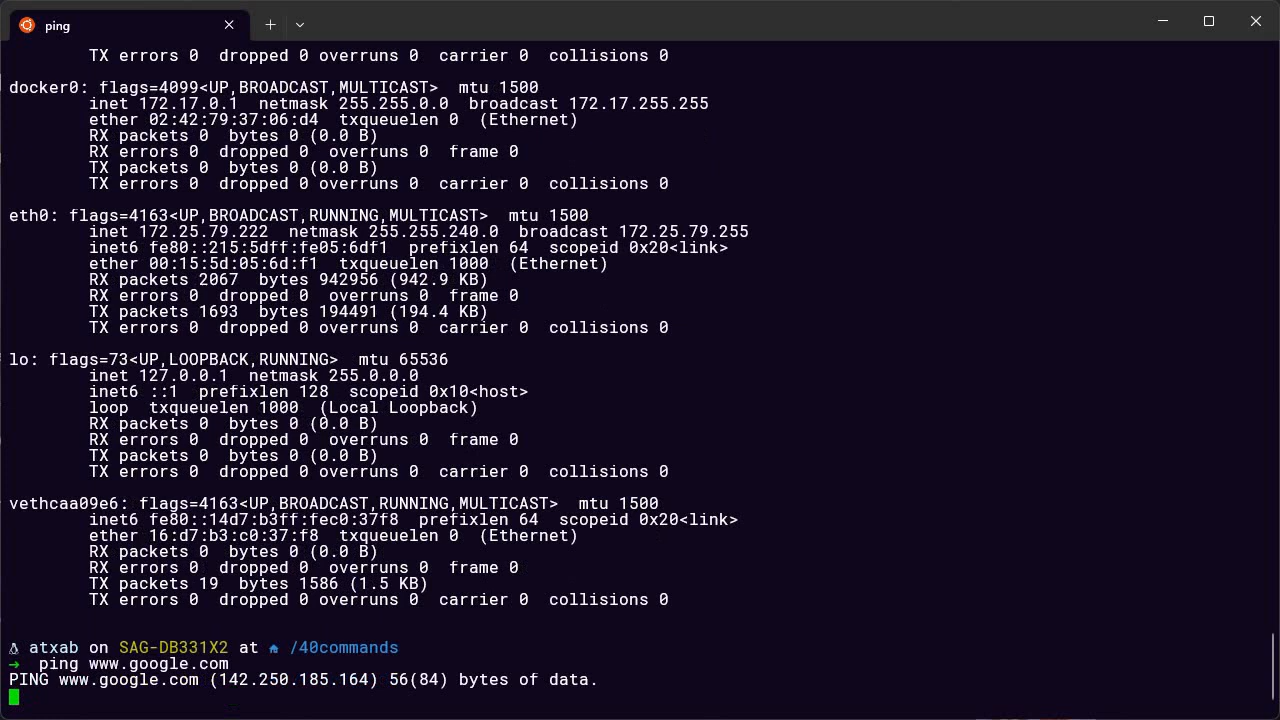 ping
TX errors 0  dropped 0 overruns 0  carrier 0  collisions 0
docker0: flags=4099<UP,BROADCAST,MULTICAST>  mtu 1500
inet 172.17.0.1  netmask 255.255.0.0  broadcast 172.17.255.255
ether 02:42:79:37:06:d4  txqueuelen 0  (Ethernet)
RX packets 0  bytes 0 (0.0 B)
RX errors 0  dropped 0  overruns 0  frame 0
TX packets 0  bytes 0 (0.0 B)
TX errors 0  dropped 0 overruns 0  carrier 0  collisions 0
eth0: flags=4163<UP,BROADCAST,RUNNING,MULTICAST>  mtu 1500
inet 172.25.79.222  netmask 255.255.240.0  broadcast 172.25.79.255
inet6 fe80::215:5dff:fe05:6df1  prefixlen 64  scopeid 0x20<link>
ether 00:15:5d:05:6d:f1  txqueuelen 1000  (Ethernet)
RX packets 2067  bytes 942956 (942.9 KB)
RX errors 0  dropped 0  overruns 0  frame 0
TX packets 1693  bytes 194491 (194.4 KB)
TX errors 0  dropped 0 overruns 0  carrier 0  collisions 0
lo: flags=73<UP,LOOPBACK,RUNNING>  mtu 65536
inet 127.0.0.1  netmask 255.0.0.0
inet6 ::1  prefixlen 128  scopeid 0x10<host>
loop  txqueuelen 1000  (Local Loopback)
RX packets 0  bytes 0 (0.0 B)
RX errors 0  dropped 0  overruns 0  frame 0
TX packets 0  bytes 0 (0.0 B)
TX errors 0  dropped 0 overruns 0  carrier 0  collisions 0
vethcaa09e6: flags=4163<UP,BROADCAST,RUNNING,MULTICAST>  mtu 1500
inet6 fe80::14d7:b3ff:fec0:37f8  prefixlen 64  scopeid 0x20<link>
ether 16:d7:b3:c0:37:f8  txqueuelen 0  (Ethernet)
RX packets 0  bytes 0 (0.0 B)
RX errors 0  dropped 0  overruns 0  frame 0
TX packets 19  bytes 1586 (1.5 KB)
TX errors 0  dropped 0 overruns 0  carrier 0  collisions 0
atxab on SAG-DB331X2 at /40commands
→ ping www.google.com
PING www.google.com (142.250.185.164) 56(84) bytes of data.